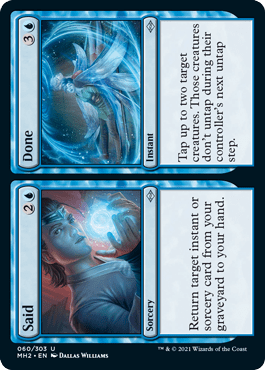 Done 3
Instant
Tap up to two target
creatures. Those creatures
don't untap during their
controller's next untap
step.
Said 2
Sorcery
Return target instant or
sorcery card from your
graveyard to your hand.
060/303 U
MH2 • EN DALLAS WILLIAMS
™ & © 2021 Wizards of the Coast